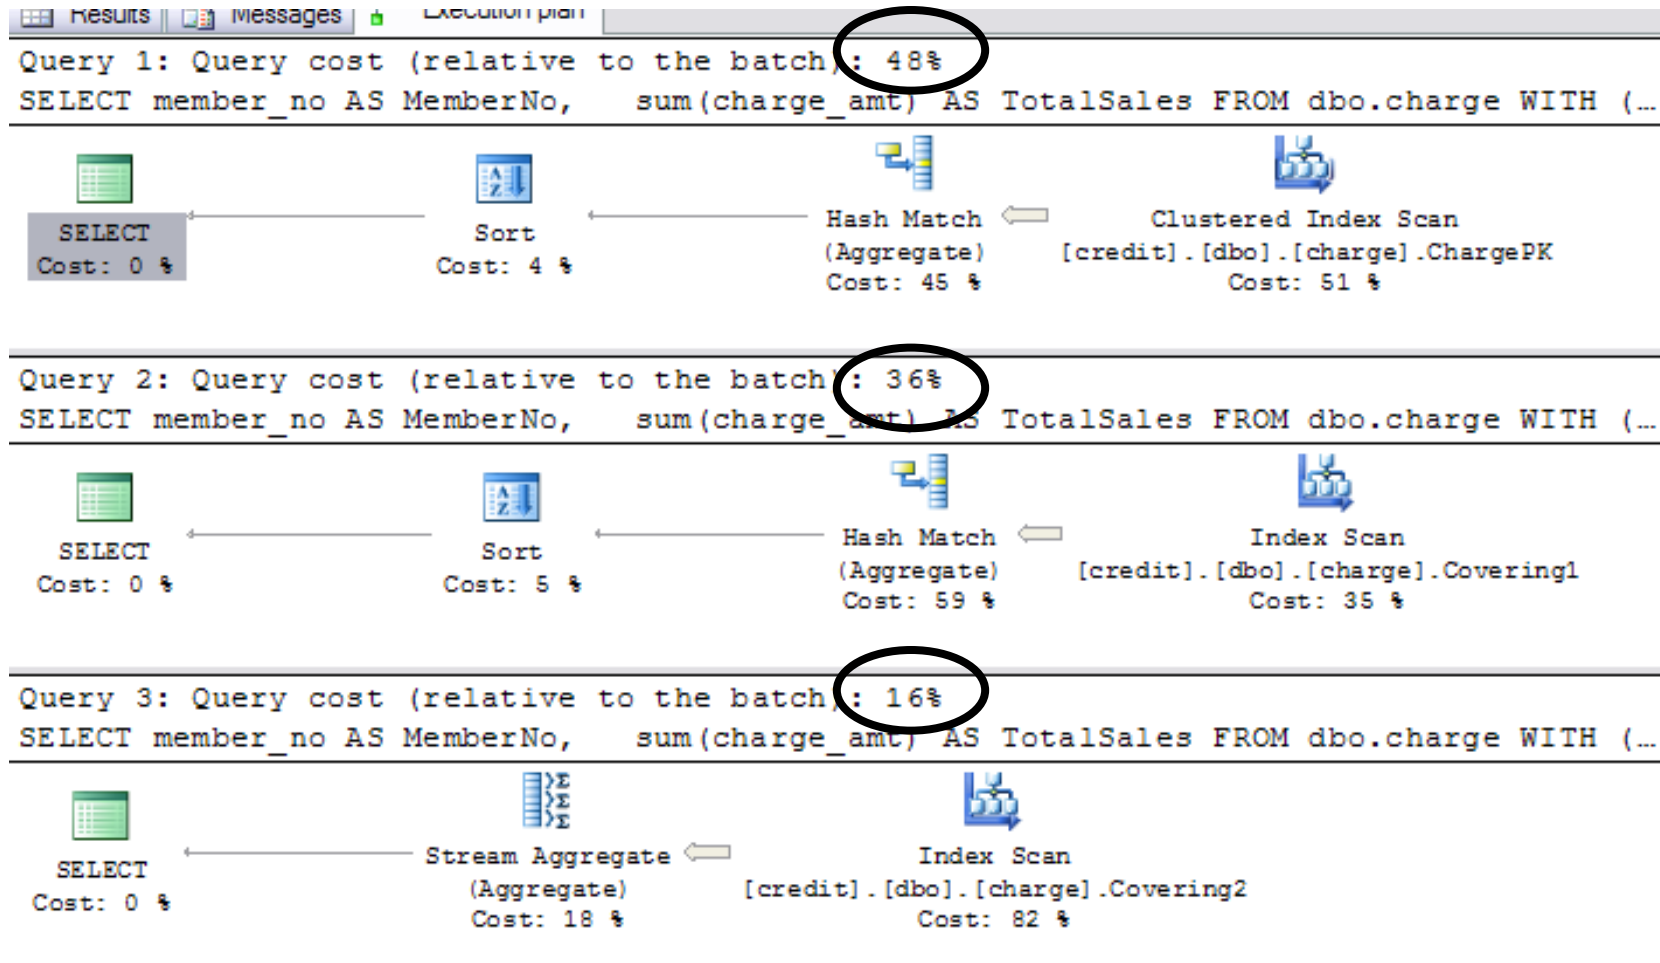 Results Messages Execution plan
Query 1: Query cost (relative to the batch): 48%
SELECT member_no AS MemberNo, sum(charge_amt) AS TotalSales FROM dbo.charge WITH (…
SELECT
Cost: 0 %
Sort
Cost: 4 %
Hash Match
(Aggregate)
Cost: 45 %
Clustered Index Scan
[credit].[dbo].[charge].ChargePK
Cost: 51 %
Query 2: Query cost (relative to the batch): 36%
SELECT member_no AS MemberNo, sum(charge_amt) AS TotalSales FROM dbo.charge WITH (…
SELECT
Cost: 0 %
Sort
Cost: 5 %
Hash Match
(Aggregate)
Cost: 59 %
Index Scan
[credit].[dbo].[charge].Covering1
Cost: 35 %
Query 3: Query cost (relative to the batch): 16%
SELECT member_no AS MemberNo, sum(charge_amt) AS TotalSales FROM dbo.charge WITH (…
SELECT
Cost: 0 %
Stream Aggregate
(Aggregate)
Cost: 18 %
Index Scan
[credit].[dbo].[charge].Covering2
Cost: 82 %